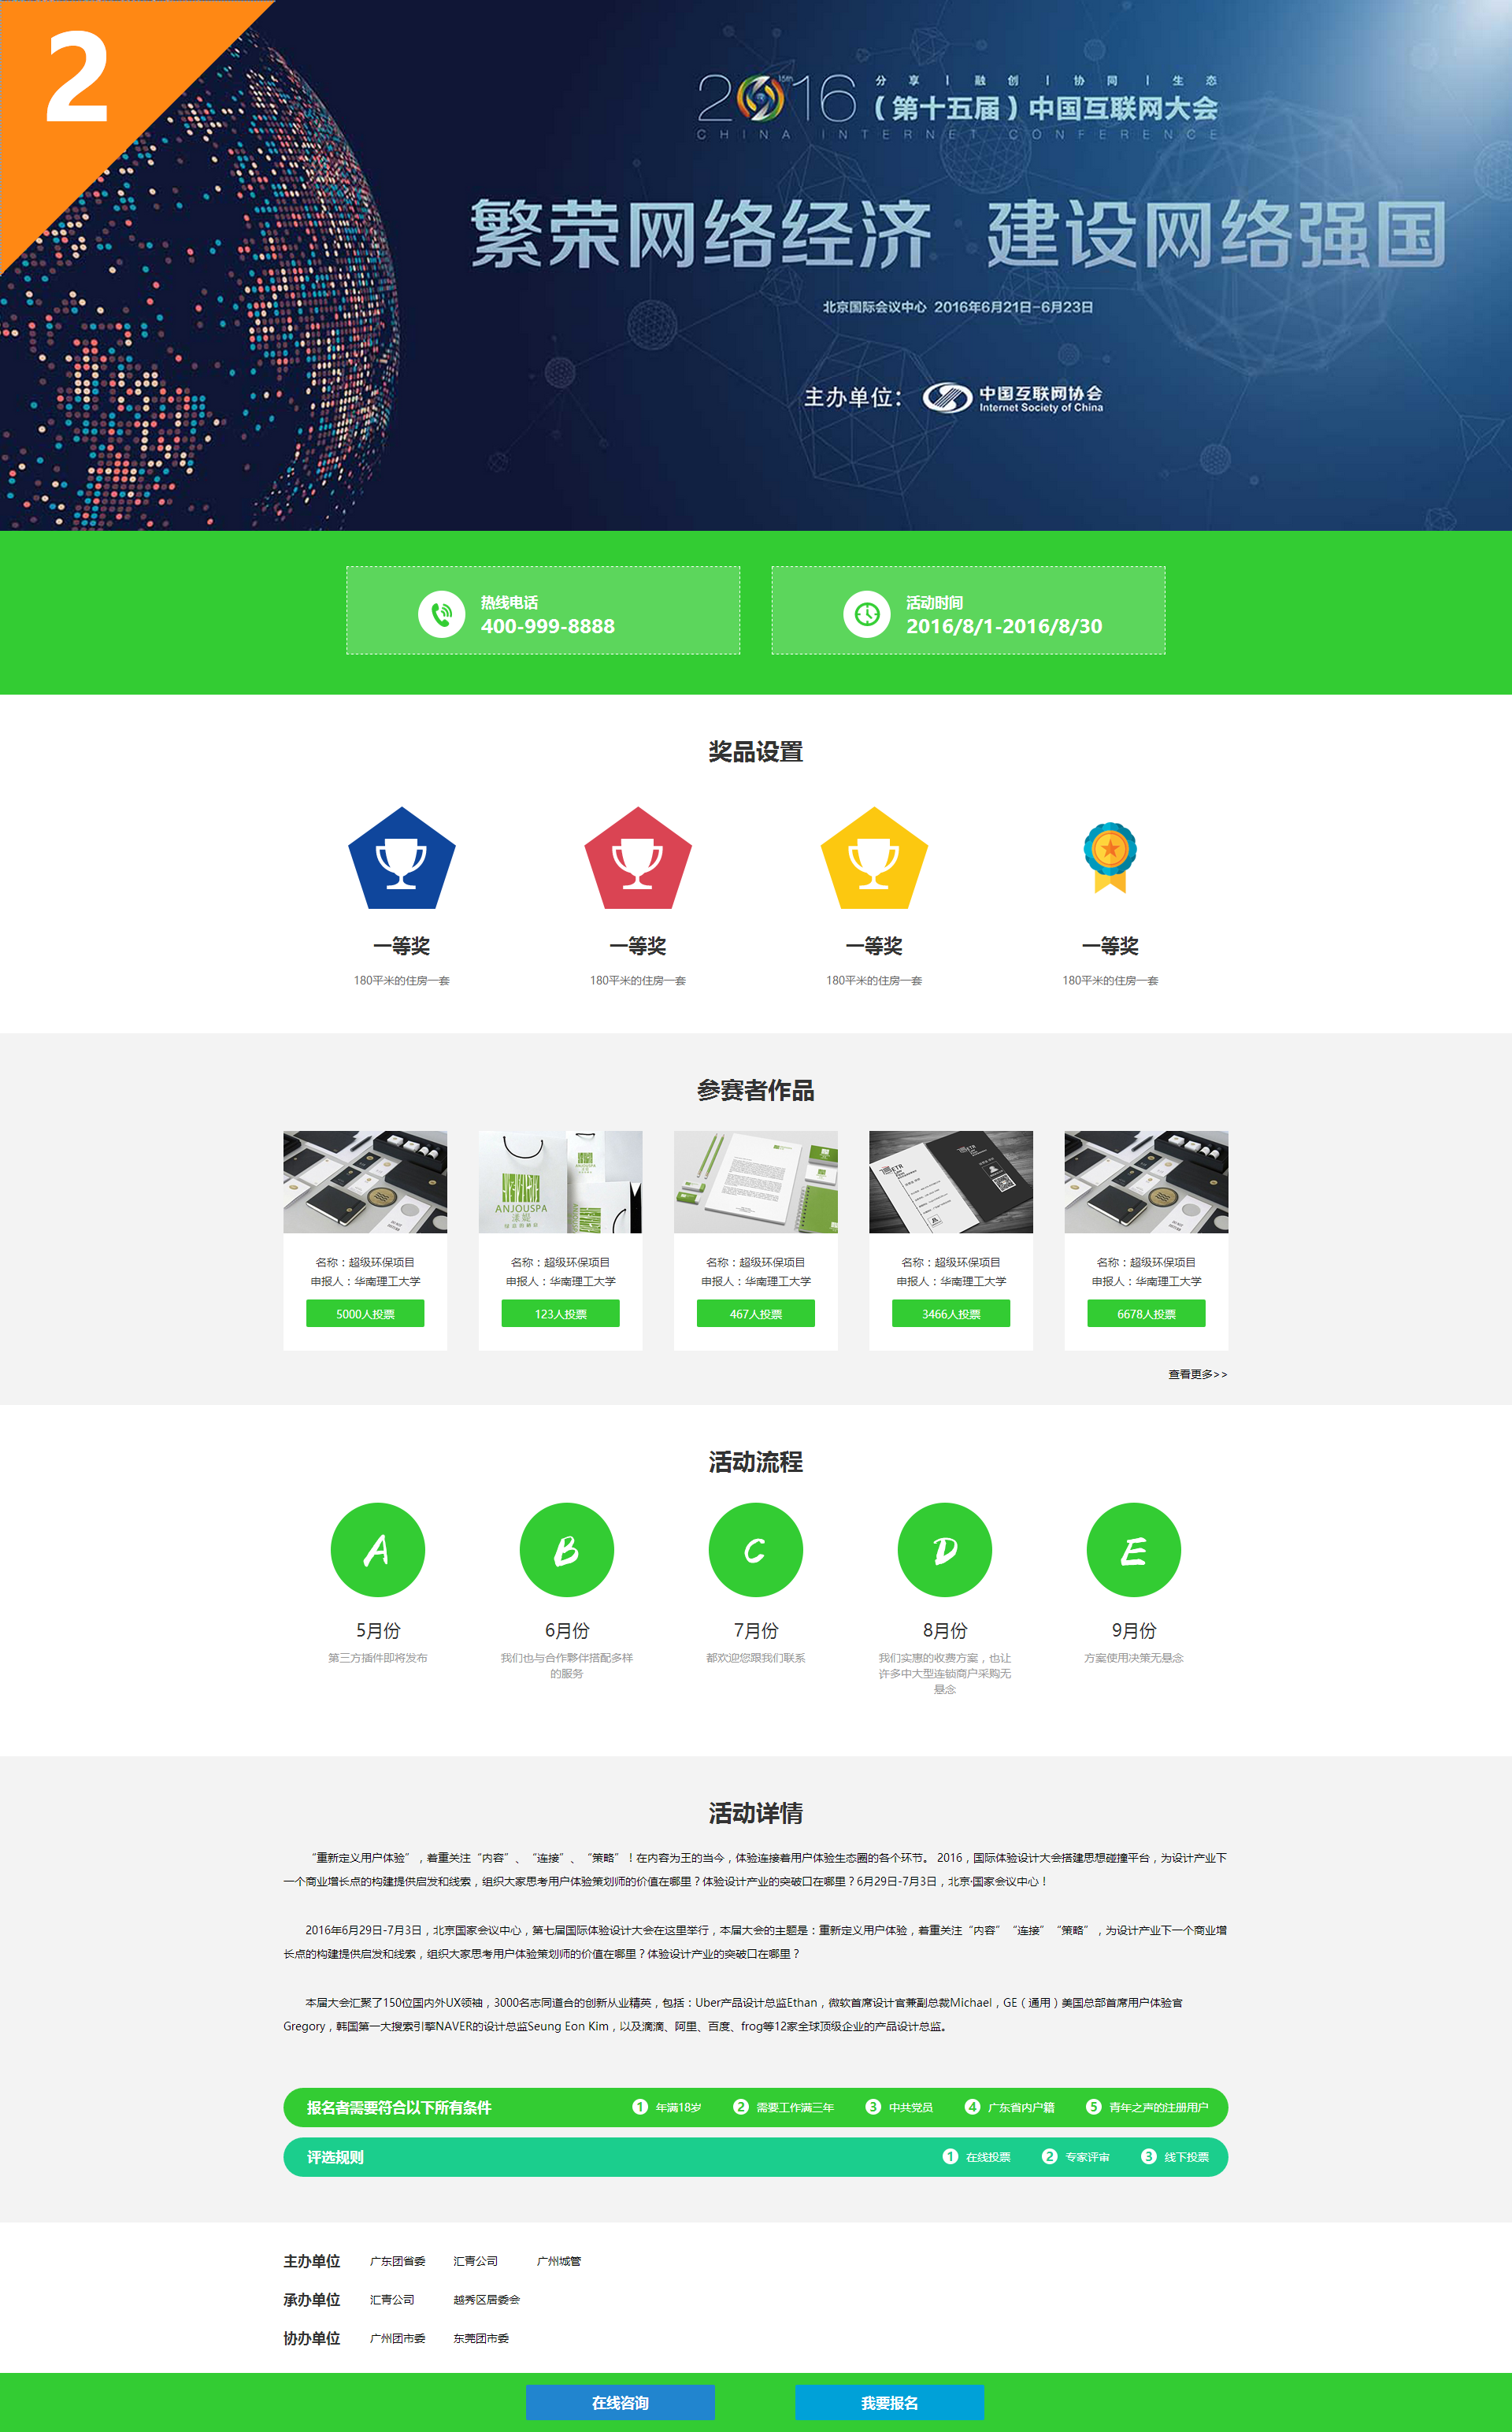 2
2016
15th
分享 | 融创 | 协同 | 生态
（第十五届）中国互联网大会
CHINA INTERNET CONFERENCE
繁荣网络经济 建设网络强国
北京国际会议中心 2016年6月21日-6月23日
主办单位：
中国互联网协会
Internet Society of China
热线电话
400-999-8888
活动时间
2016/8/1-2016/8/30
奖品设置
一等奖 一等奖 一等奖 一等奖
180平米的住房一套 180平米的住房一套 180平米的住房一套 180平米的住房一套
参赛者作品
ANJOUSPA
名称：超级环保项目 名称：超级环保项目 名称：超级环保项目 名称：超级环保项目 名称：超级环保项目
申报人：华南理工大学 申报人：华南理工大学 申报人：华南理工大学 申报人：华南理工大学 申报人：华南理工大学
5000人投票 123人投票 467人投票 3466人投票 6678人投票
查看更多>>
活动流程
A B C D E
5月份 6月份 7月份 8月份 9月份
第三方插件即将发布
我们也与合作夥伴搭配多样
的服务
都欢迎您跟我们联系
我们实惠的收费方案，也让
许多中大型连锁商户采购无
悬念
方案使用决策无悬念
活动详情
“重新定义用户体验”，着重关注“内容”、“连接”、“策略”！在内容为王的当今，体验连接着用户体验生态圈的各个环节。 2016，国际体验设计大会搭建思想碰撞平台，为设计产业下
一个商业增长点的构建提供启发和线索，组织大家思考用户体验策划师的价值在哪里？体验设计产业的突破口在哪里？6月29日-7月3日，北京·国家会议中心！
2016年6月29日-7月3日，北京国家会议中心，第七届国际体验设计大会在这里举行，本届大会的主题是：重新定义用户体验，着重关注“内容”“连接”“策略”，为设计产业下一个商业增
长点的构建提供启发和线索，组织大家思考用户体验策划师的价值在哪里？体验设计产业的突破口在哪里？
本届大会汇聚了150位国内外UX领袖，3000名志同道合的创新从业精英，包括：Uber产品设计总监Ethan，微软首席设计官兼副总裁Michael，GE（通用）美国总部首席用户体验官
Gregory，韩国第一大搜索引擎NAVER的设计总监Seung Eon Kim，以及滴滴、阿里、百度、frog等12家全球顶级企业的产品设计总监。
报名者需要符合以下所有条件 1 年满18岁 2 需要工作满三年 3 中共党员 4 广东省内户籍 5 青年之声的注册用户
评选规则 1 在线投票 2 专家评审 3 线下投票
主办单位 广东团省委 汇青公司 广州城管
承办单位 汇青公司 越秀区居委会
协办单位 广州团市委 东莞团市委
在线咨询 我要报名